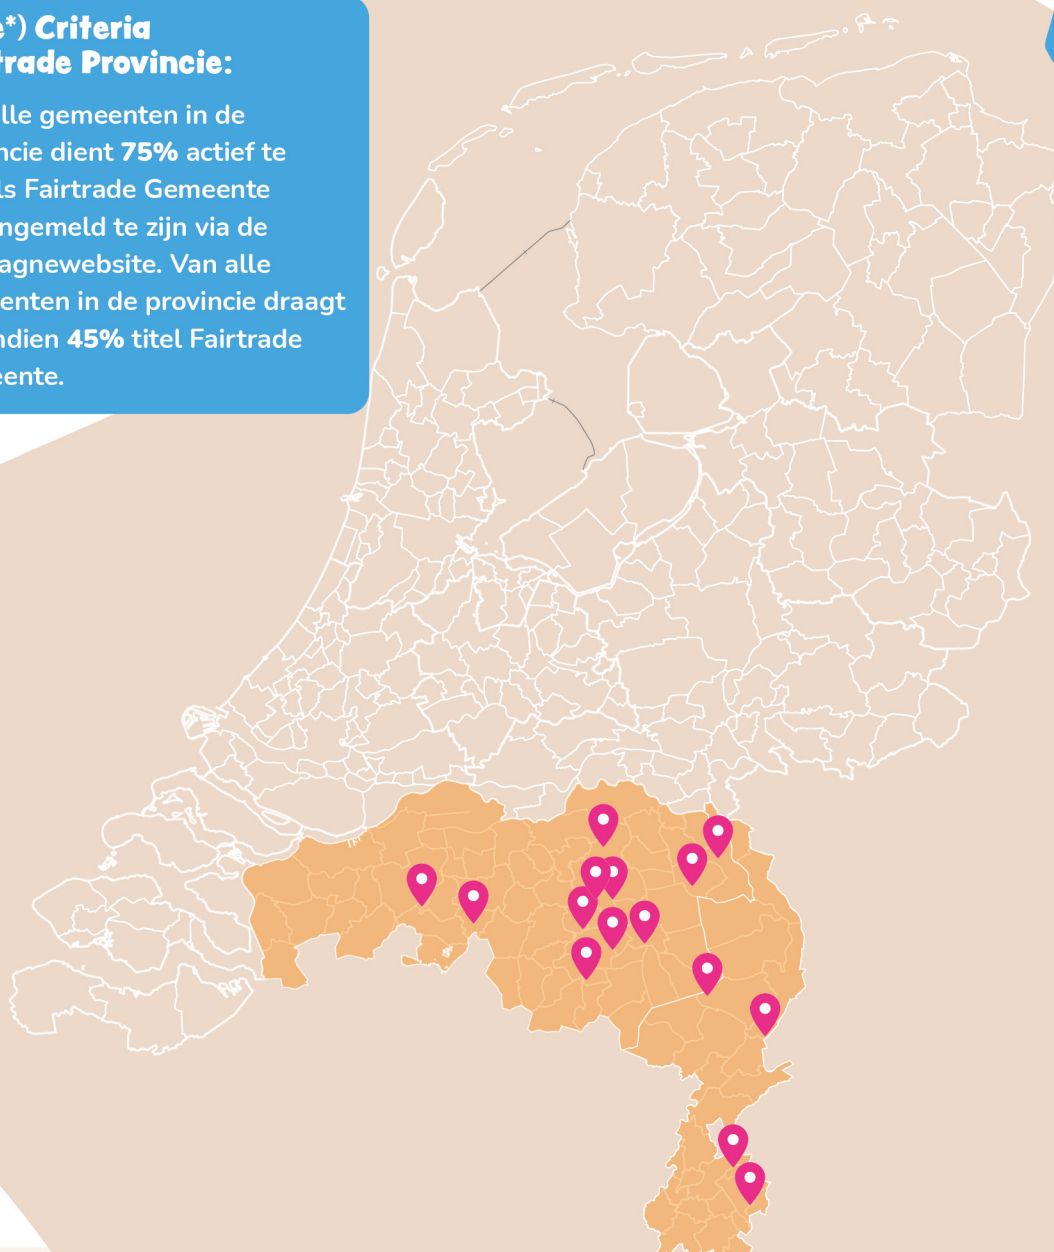 e*) Criteria
trade Provincie:
lle gemeenten in de
ncie dient 75% actief te
ls Fairtrade Gemeente
ngemeld te zijn via de
agnewebsite. Van alle
enten in de provincie draagt
ndien 45% titel Fairtrade
eente.